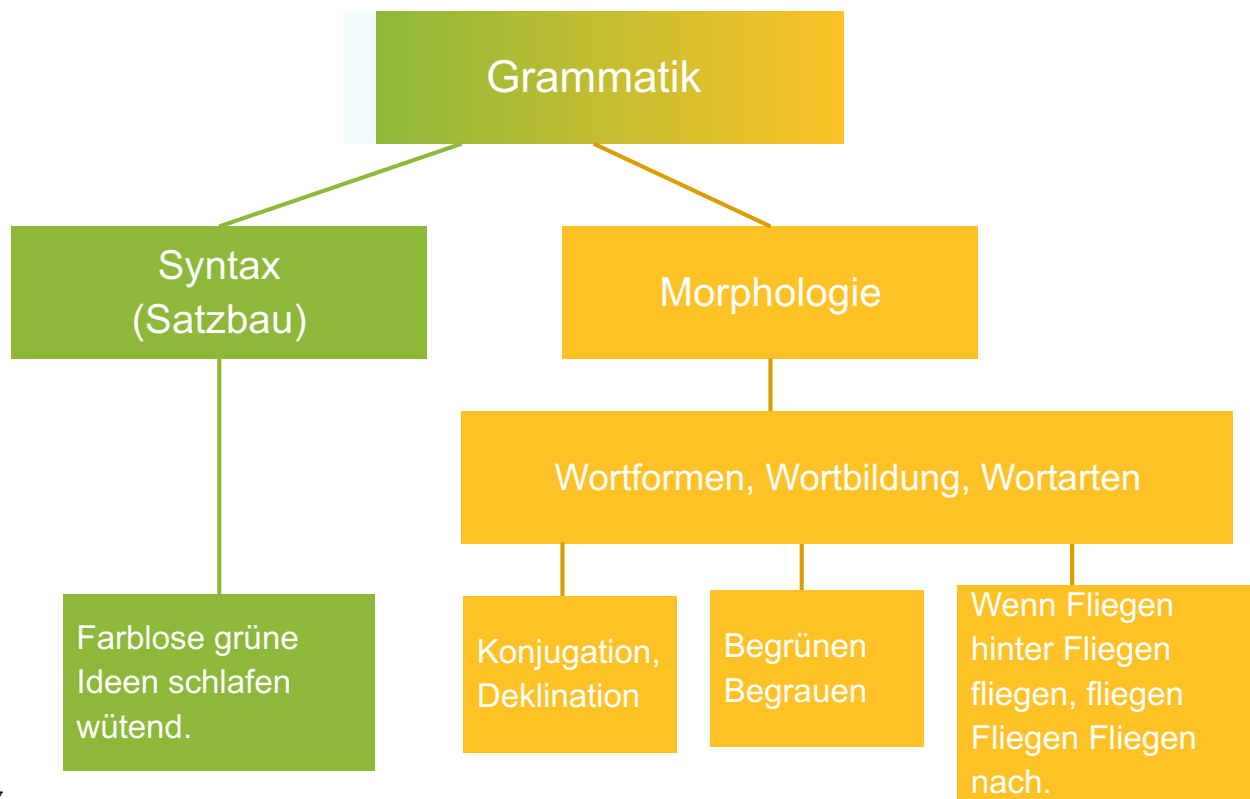 Grammatik
Syntax
(Satzbau)
Morphologie
Wortformen, Wortbildung, Wortarten
Farblose grüne
Ideen schlafen
wütend.
Konjugation,
Deklination
Begrünen
Begrauen
Wenn Fliegen
hinter Fliegen
fliegen, fliegen
Fliegen Fliegen
nach.